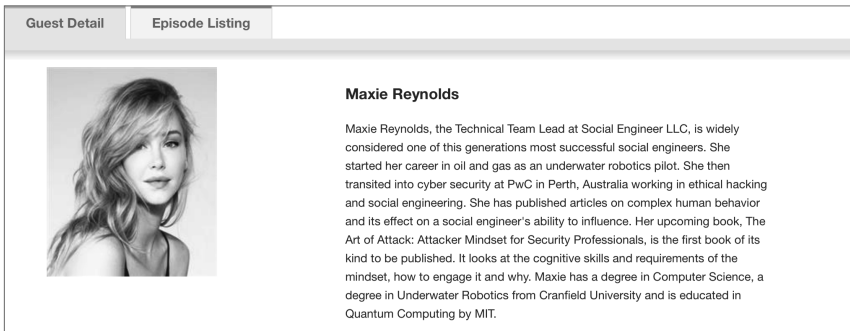 Guest Detail
Episode Listing
Maxie Reynolds
Maxie Reynolds, the Technical Team Lead at Social Engineer LLC, is widely
considered one of this generations most successful social engineers. She
started her career in oil and gas as an underwater robotics pilot. She then
transited into cyber security at PwC in Perth, Australia working in ethical hacking
and social engineering. She has published articles on complex human behavior
and its effect on a social engineer's ability to influence. Her upcoming book, The
Art of Attack: Attacker Mindset for Security Professionals, is the first book of its
kind to be published. It looks at the cognitive skills and requirements of the
mindset, how to engage it and why. Maxie has a degree in Computer Science, a
degree in Underwater Robotics from Cranfield University and is educated in
Quantum Computing by MIT.